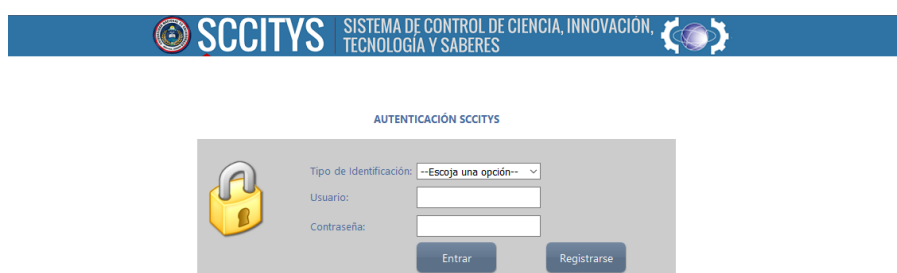 SCCITYS
SISTEMA DE CONTROL DE CIENCIA, INNOVACIÓN,
TECNOLOGÍA Y SABERES
AUTENTICACIÓN SCCITYS
Tipo de Identificación: --Escoja una opción--
Usuario:
Contraseña:
Entrar Registrarse